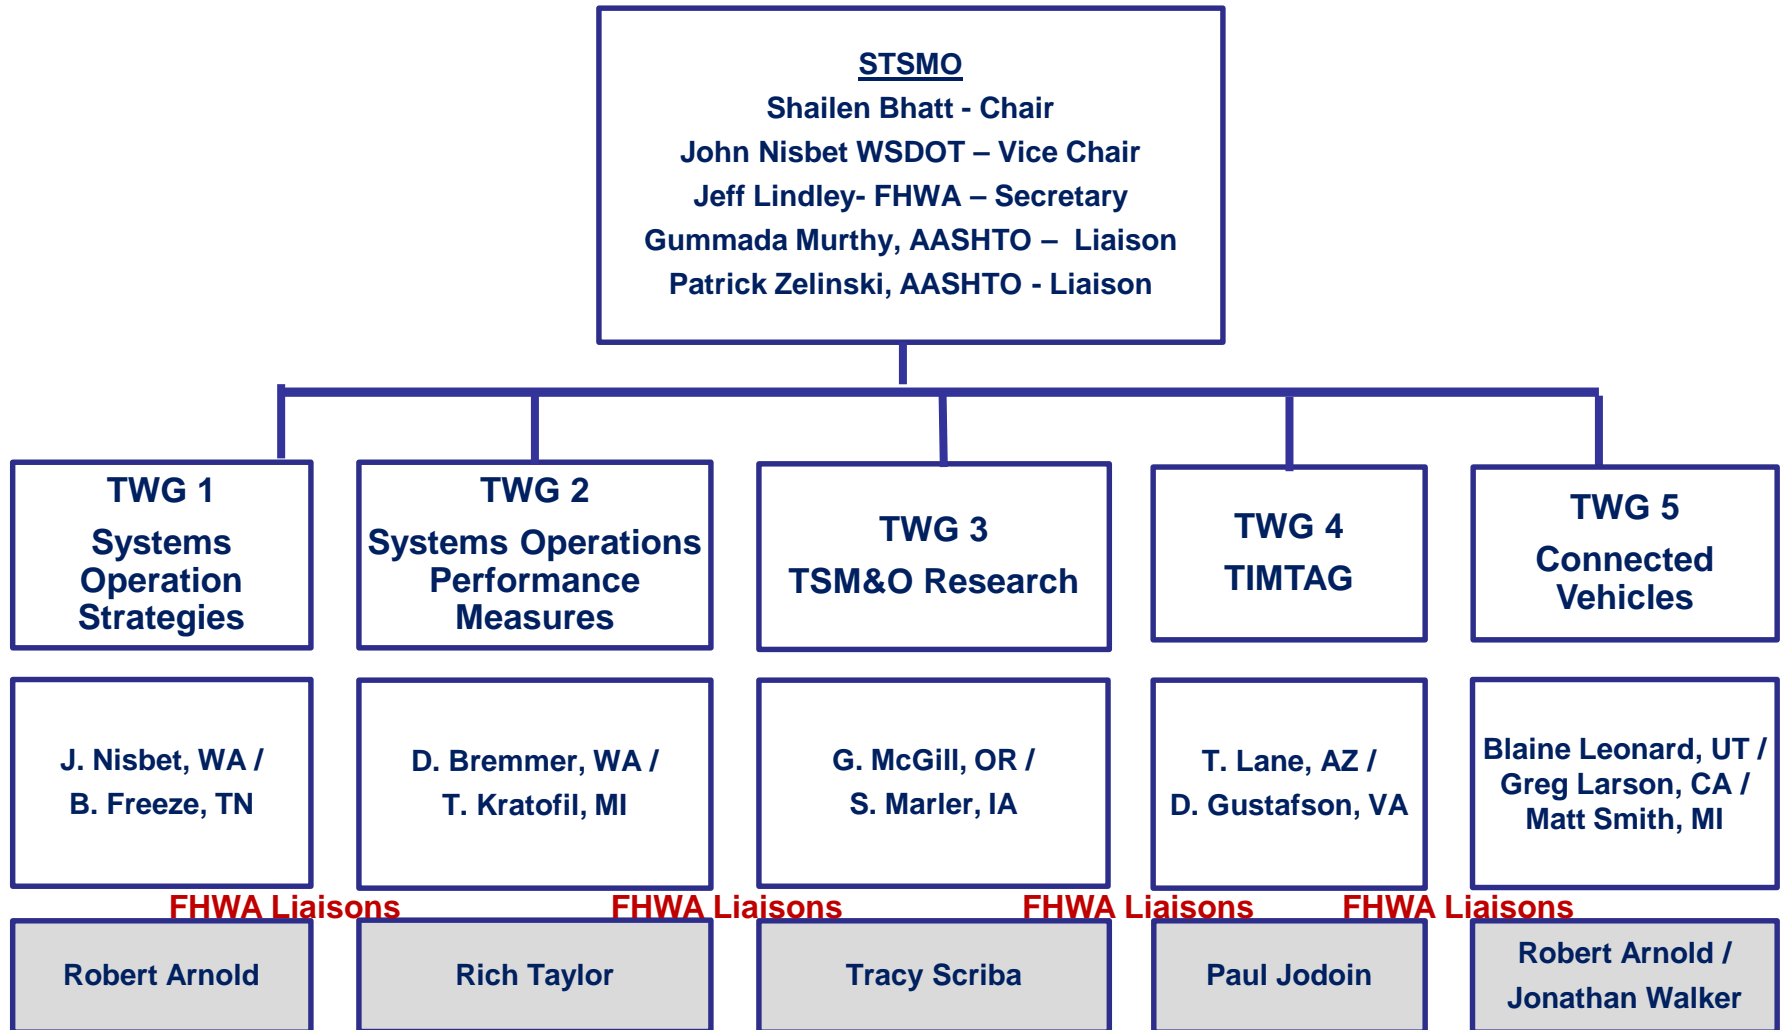 STSMO
Shailen Bhatt - Chair
John Nisbet WSDOT – Vice Chair
Jeff Lindley- FHWA – Secretary
Gummada Murthy, AASHTO – Liaison
Patrick Zelinski, AASHTO - Liaison
TWG 1
Systems
Operation
Strategies
TWG 2
Systems Operations
Performance
Measures
TWG 3
TSM&O Research
TWG 4
TIMTAG
TWG 5
Connected
Vehicles
J. Nisbet, WA /
B. Freeze, TN
D. Bremmer, WA /
T. Kratofil, MI
G. McGill, OR /
S. Marler, IA
T. Lane, AZ /
D. Gustafson, VA
Blaine Leonard, UT /
Greg Larson, CA /
Matt Smith, MI
FHWA Liaisons
FHWA Liaisons
FHWA Liaisons
FHWA Liaisons
Robert Arnold
Rich Taylor
Tracy Scriba
Paul Jodoin
Robert Arnold /
Jonathan Walker